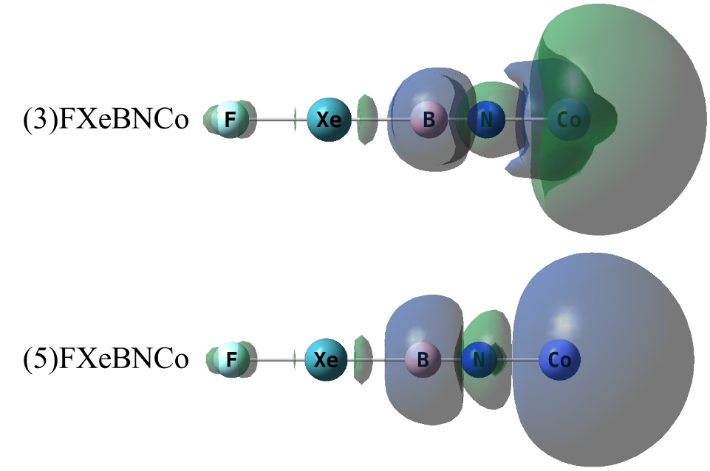 (3)FXeBNCo F Xe B N Co
(5)FXeBNCo F Xe B N Co